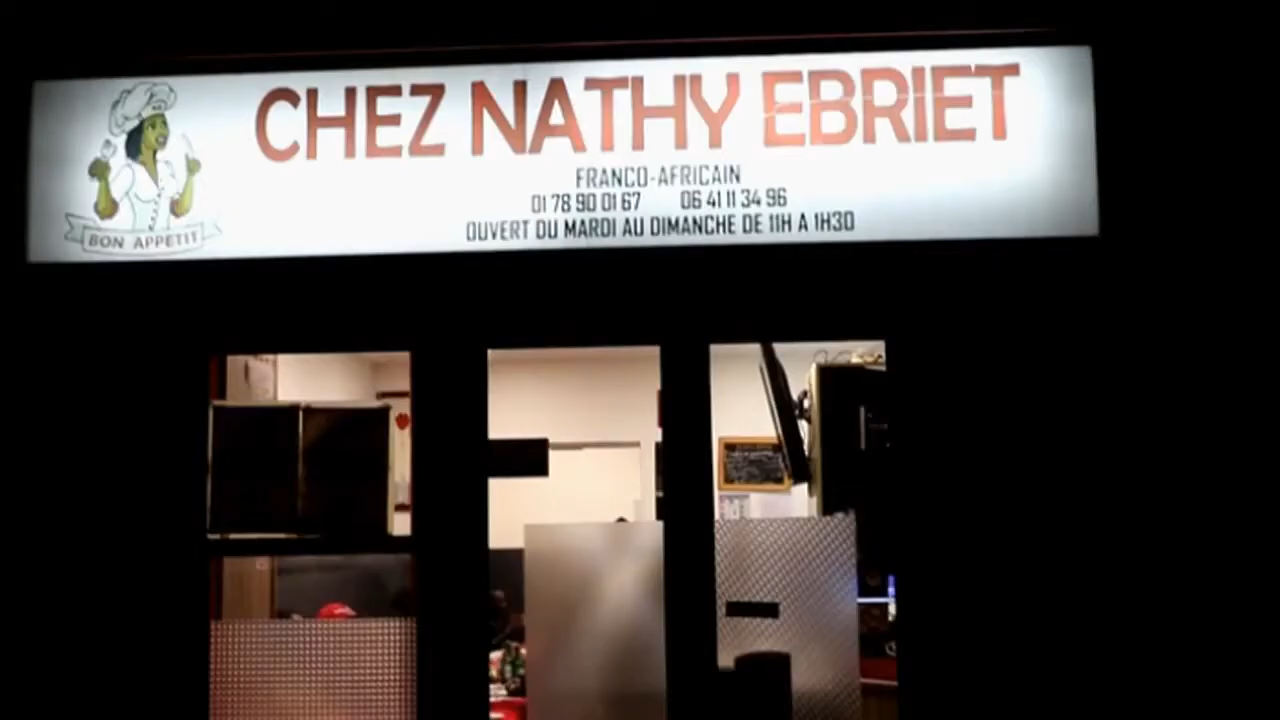 CHEZ NATHY EBRIET
FRANCO-AFRICAIN
01 78 90 01 67 06 41 11 34 96
OUVERT DU MARDI AU DIMANCHE DE 11H A 1H30
BON APPETIT